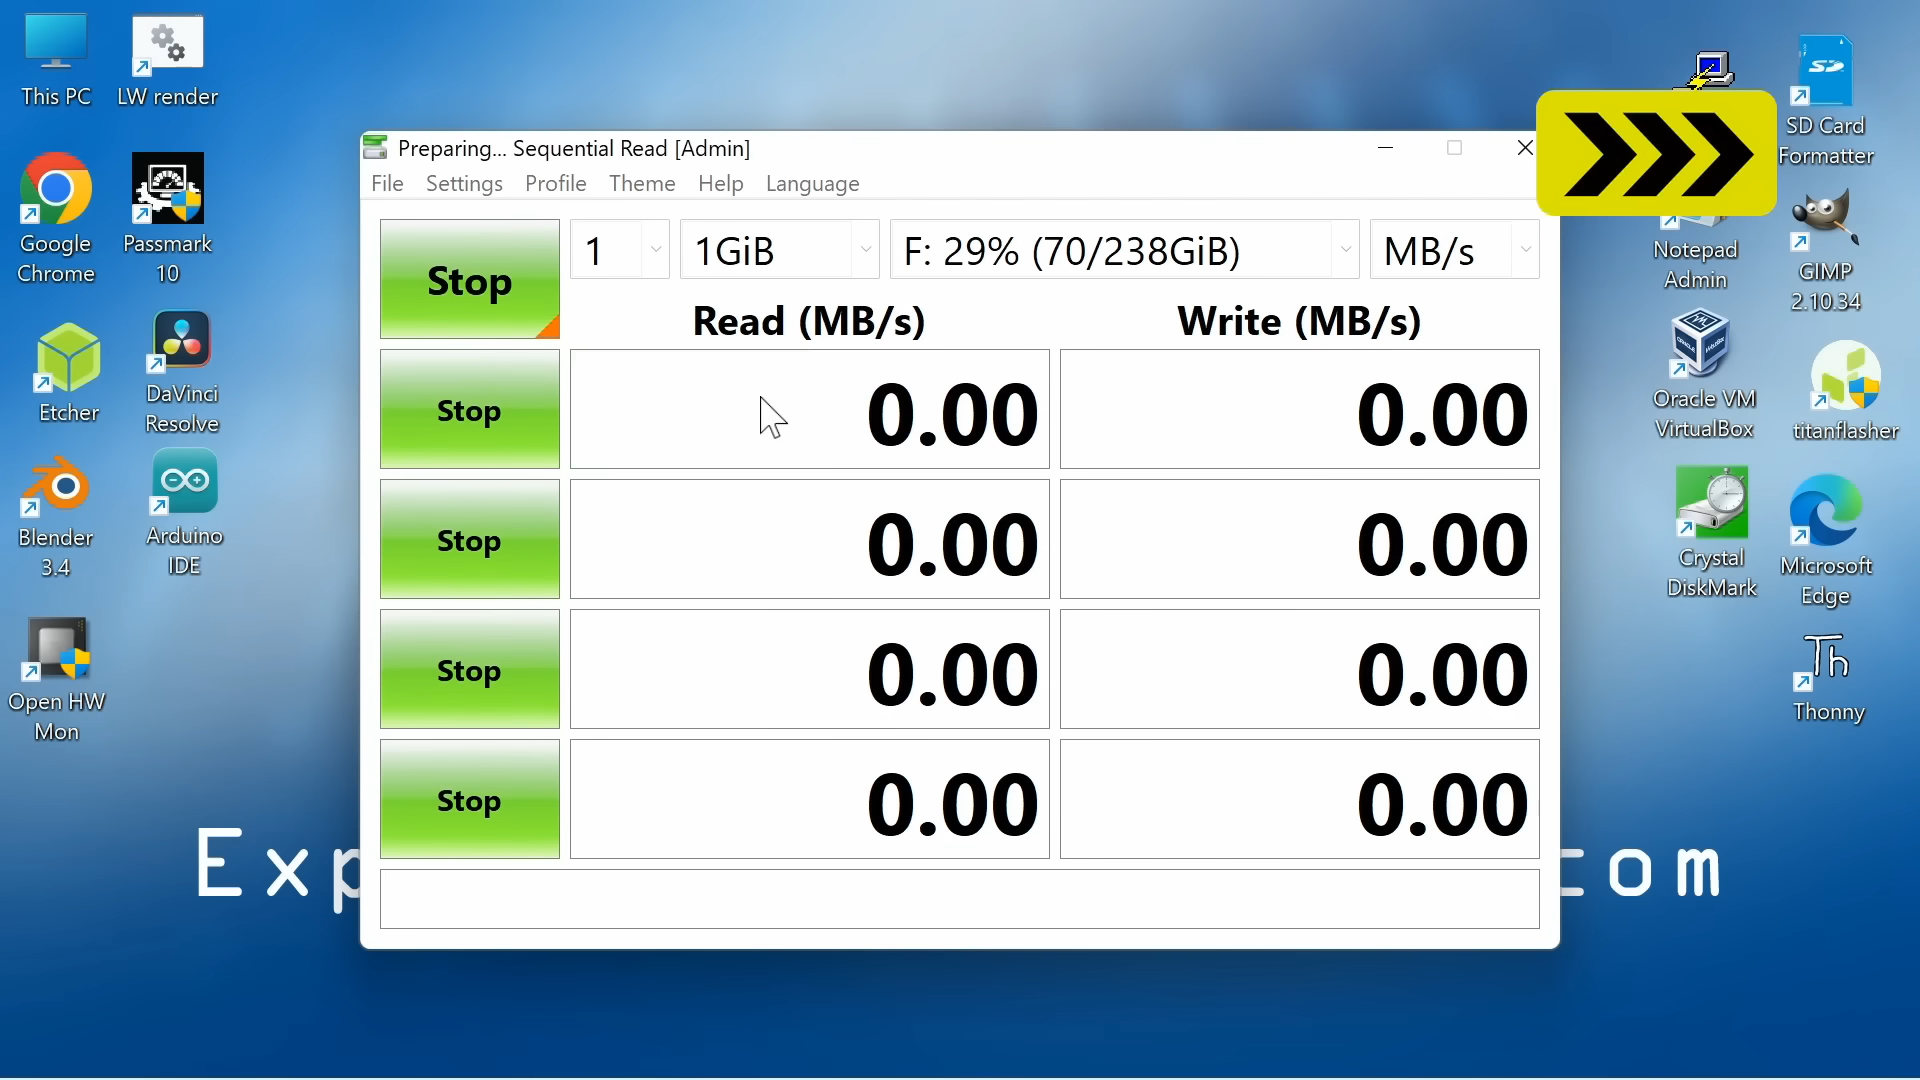 This PC
LW render
Google
Chrome
Passmark
10
Etcher
DaVinci
Resolve
Blender
3.4
Arduino
IDE
Open HW
Mon
Preparing... Sequential Read [Admin]
File Settings Profile Theme Help Language
Stop
1
1GiB
F: 29% (70/238GiB)
MB/s
Read (MB/s)
Write (MB/s)
Stop
0.00
0.00
Stop
0.00
0.00
Stop
0.00
0.00
Stop
0.00
0.00
Exp
com
SD
SD Card
Formatter
Notepad
Admin
GIMP
2.10.34
Oracle VM
VirtualBox
titanflasher
Crystal
DiskMark
Microsoft
Edge
Th
Thonny